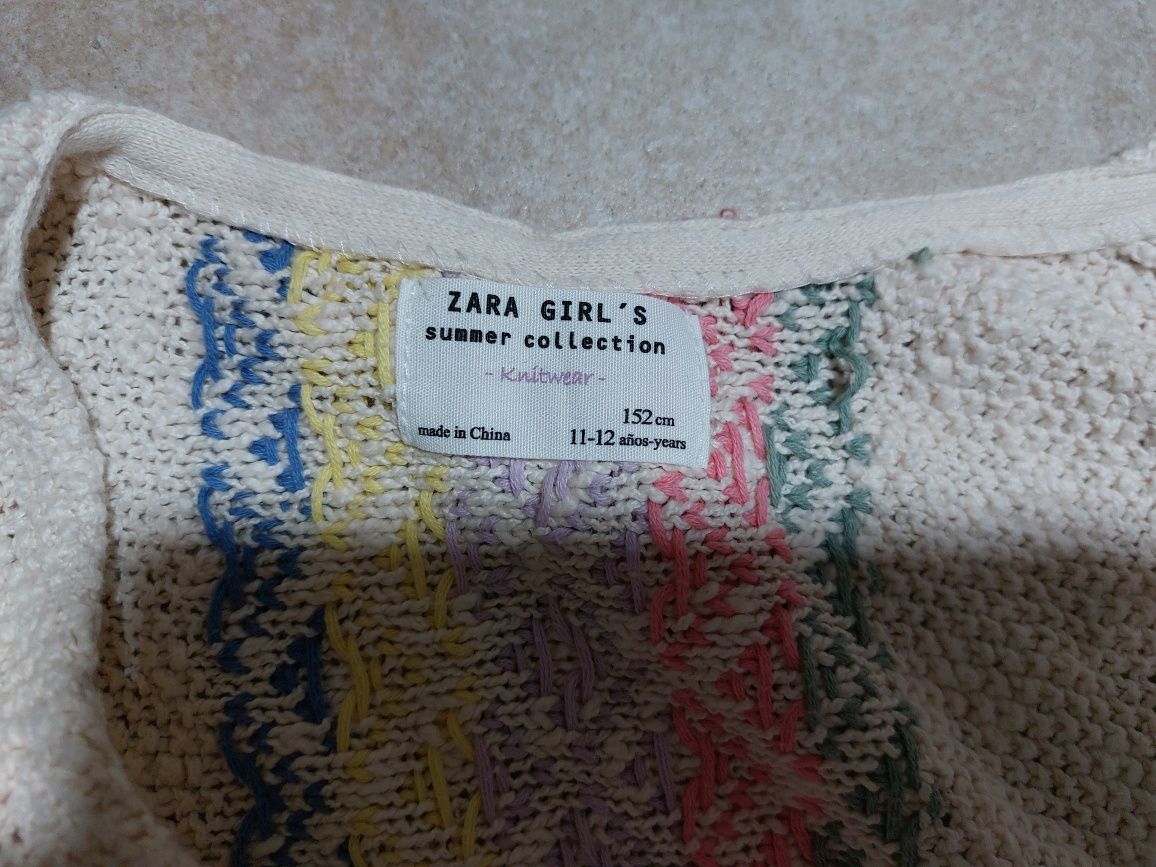 ZARA GIRL´S
summer collection
- Knitwear -
152 cm
made in China
11-12 años-years